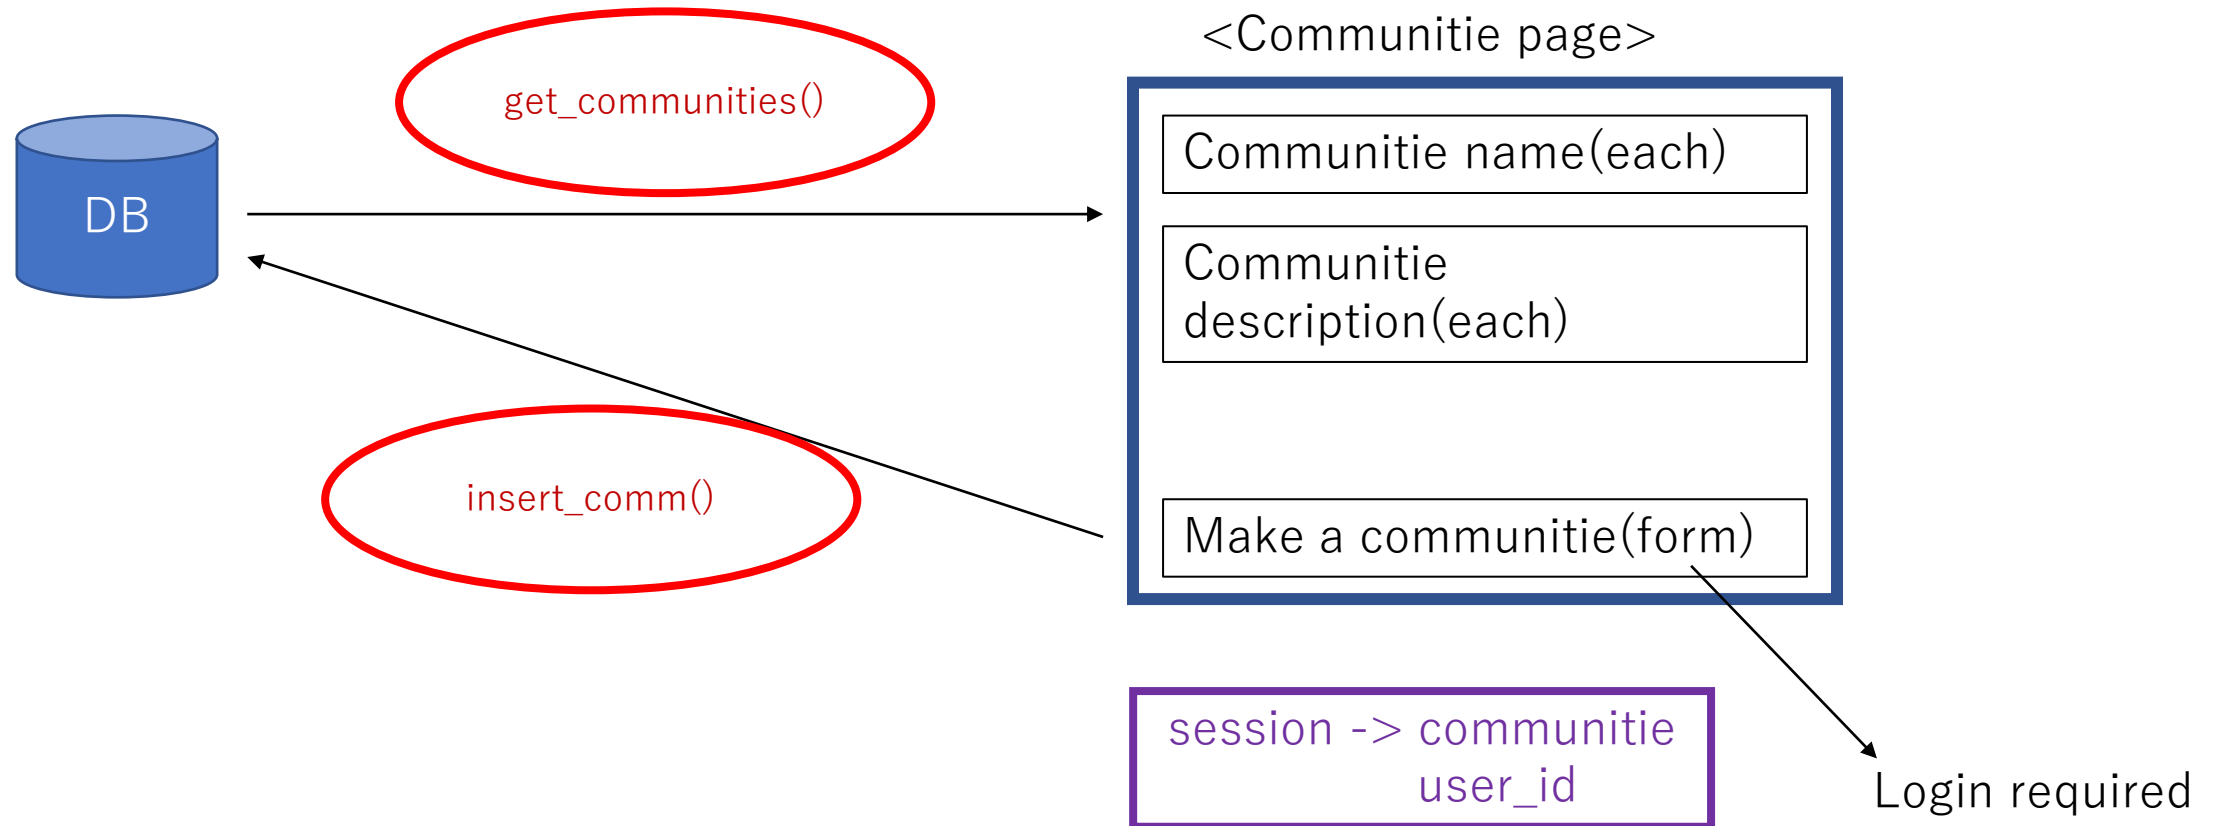 <Communitie page>
get_communities()
DB
Communitie name(each)
Communitie
description(each)
insert_comm()
Make a communitie(form)
session -> communitie
user_id
Login required